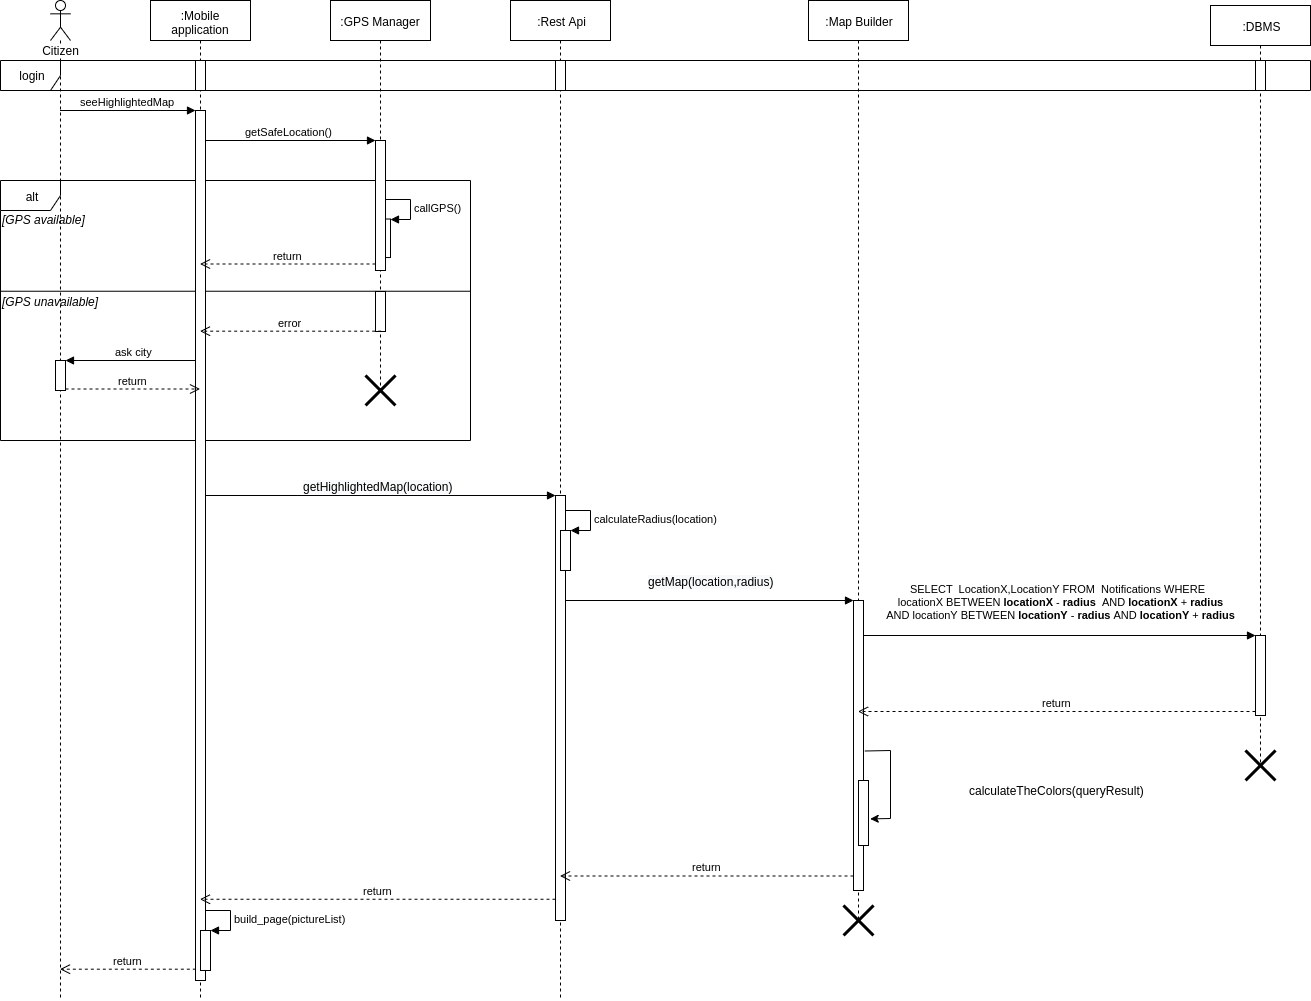 :Mobile
application
:GPS Manager
:Rest Api
:Map Builder
:DBMS
Citizen
login
seeHighlightedMap
getSafeLocation()
alt
callGPS()
[GPS available]
return
[GPS unavailable]
error
ask city
return
getHighlightedMap(location)
calculateRadius(location)
getMap(location,radius)
SELECT LocationX,LocationY FROM Notifications WHERE
locationX BETWEEN locationX - radius AND locationX + radius
AND locationY BETWEEN locationY - radius AND locationY + radius
return
calculateTheColors(queryResult)
return
return
build_page(pictureList)
return